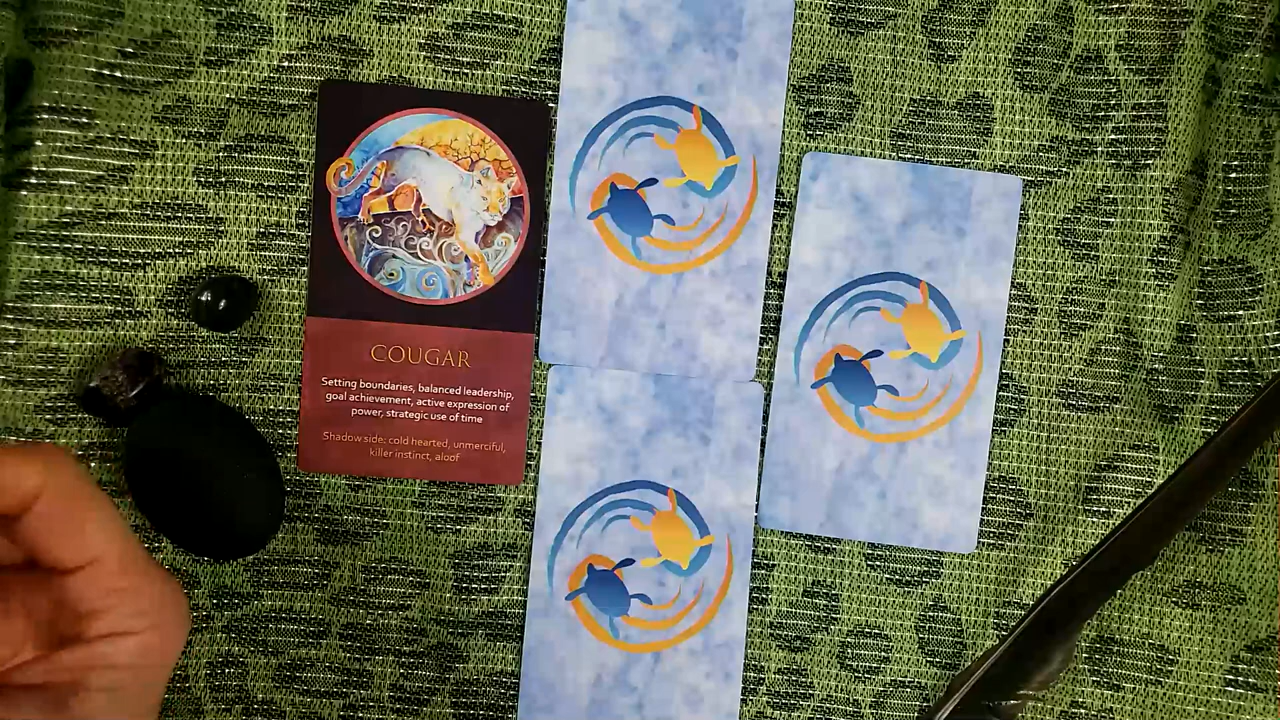 COUGAR
Setting boundaries, balanced leadership,
goal achievement, active expression of
power, strategic use of time
Shadow side: cold hearted, unmerciful,
killer instinct, aloof